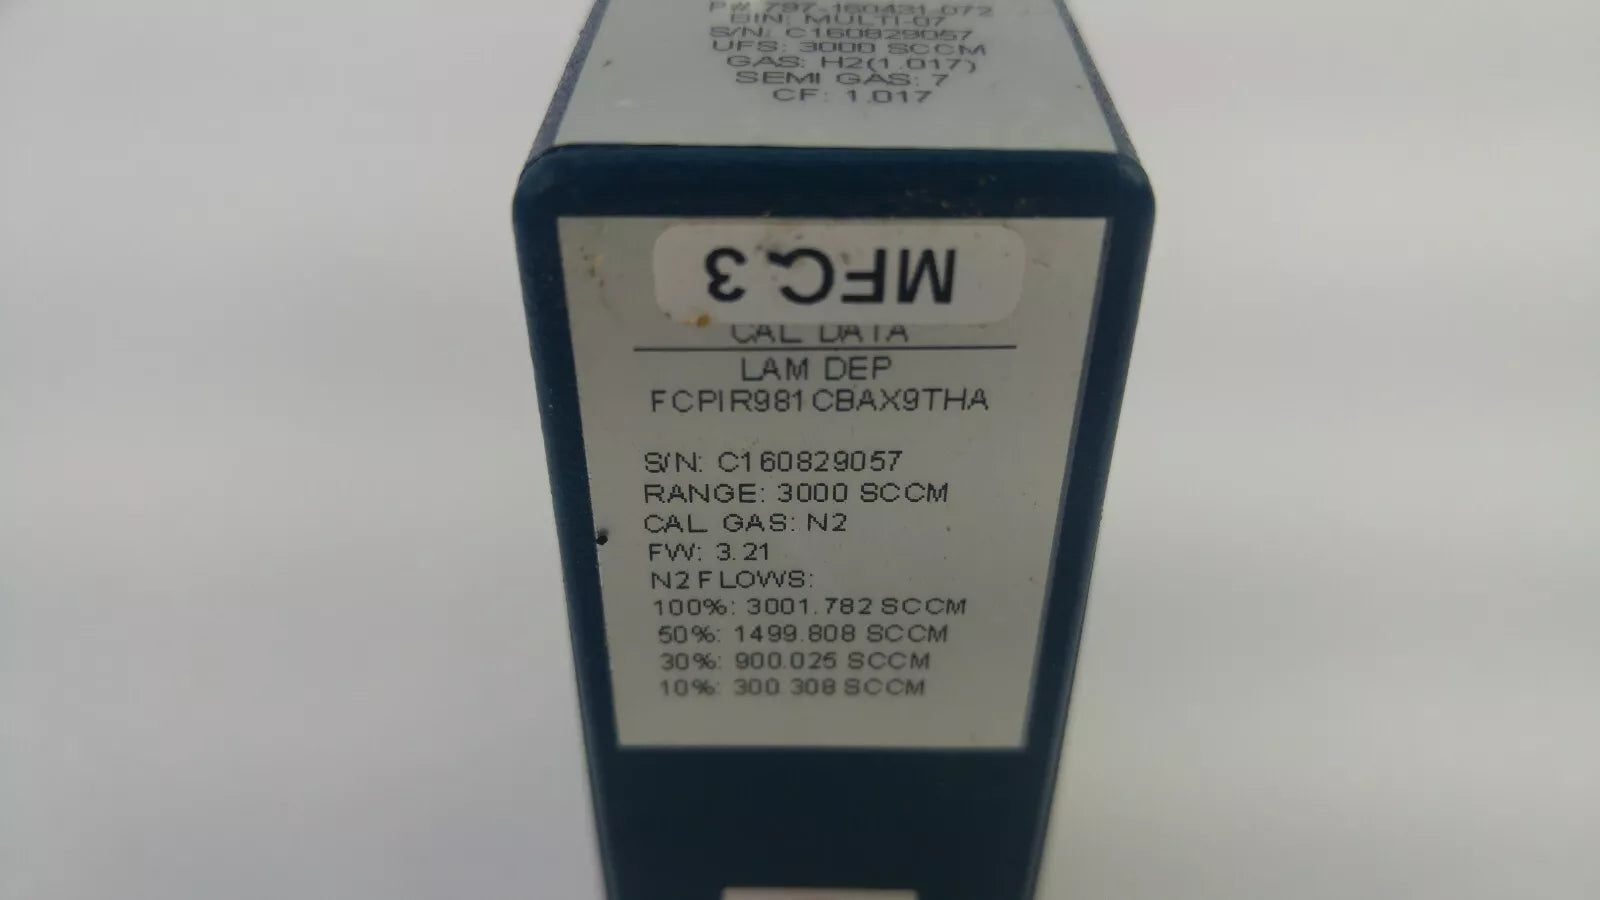 P#: 797-160431-072
BIN: MULTI-07
S/N: C160829057
UFS: 3000 SCCM
GAS: H2(1.017)
SEMI GAS: 7
CF: 1.017
MFC 3
CAL DATA
LAM DEP
FCPIR981CBAX9THA
S/N: C160829057
RANGE: 3000 SCCM
CAL GAS: N2
FW: 3.21
N2 FLOWS:
100%: 3001.782 SCCM
50%: 1499.808 SCCM
30%: 900.025 SCCM
10%: 300.308 SCCM